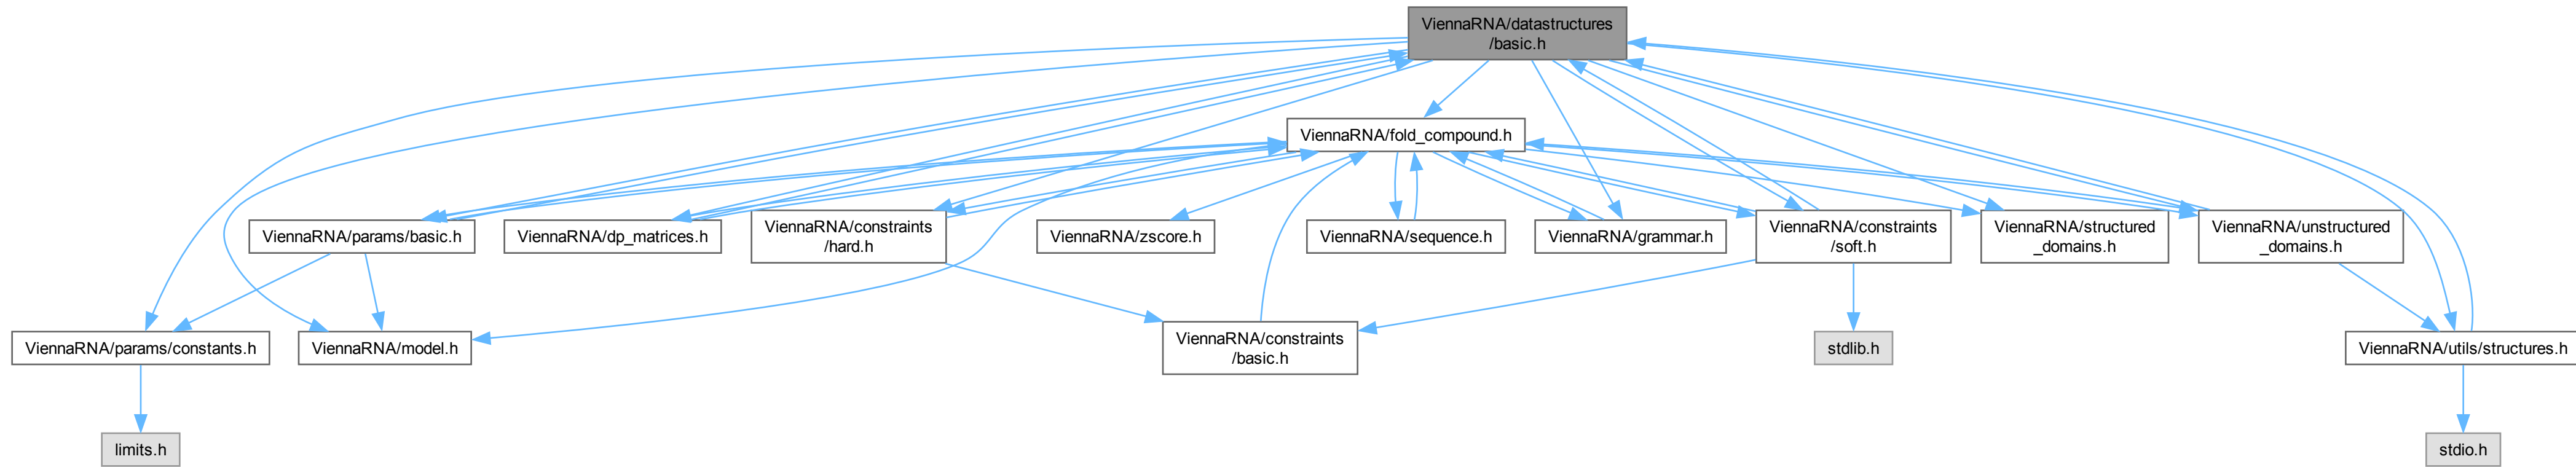 ViennaRNA/datastructures
/basic.h
ViennaRNA/fold_compound.h
ViennaRNA/params/basic.h
ViennaRNA/dp_matrices.h
ViennaRNA/constraints
/hard.h
ViennaRNA/zscore.h
ViennaRNA/sequence.h
ViennaRNA/grammar.h
ViennaRNA/constraints
/soft.h
ViennaRNA/structured
_domains.h
ViennaRNA/unstructured
_domains.h
ViennaRNA/params/constants.h
ViennaRNA/model.h
ViennaRNA/constraints
/basic.h
stdlib.h
ViennaRNA/utils/structures.h
limits.h
stdio.h